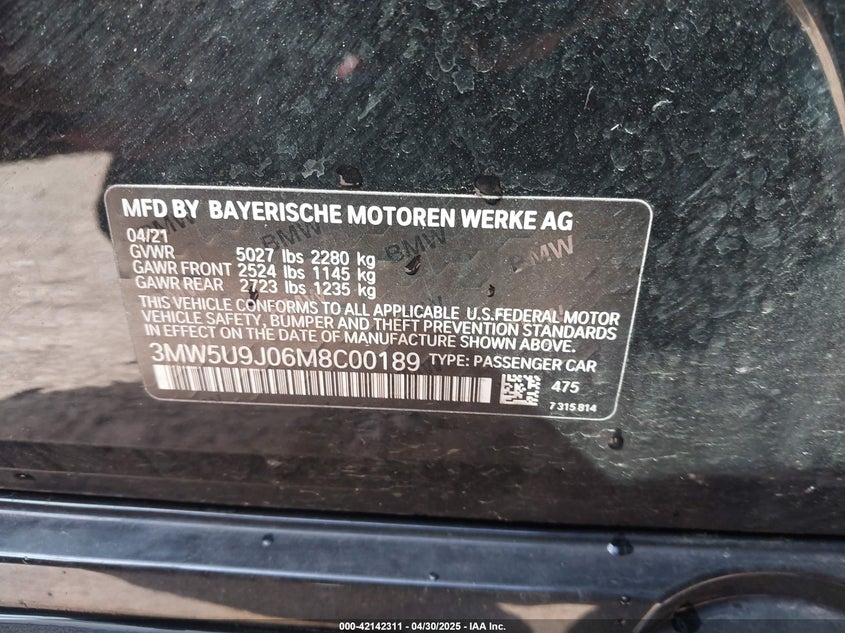 MFD BY BAYERISCHE MOTOREN WERKE AG
04/21
GVWR 5027 lbs 2280 kg
GAWR FRONT 2524 lbs 1145 kg
GAWR REAR 2723 lbs 1235 kg
THIS VEHICLE CONFORMS TO ALL APPLICABLE U.S.FEDERAL MOTOR
VEHICLE SAFETY, BUMPER, AND THEFT PREVENTION STANDARDS
IN EFFECT ON THE DATE OF MANUFACTURE SHOWN ABOVE.
3MW5U9J06M8C00189 TYPE: PASSENGER CAR
475
7 315 814
000-42142311 - 04/30/2025 - IAA Inc.